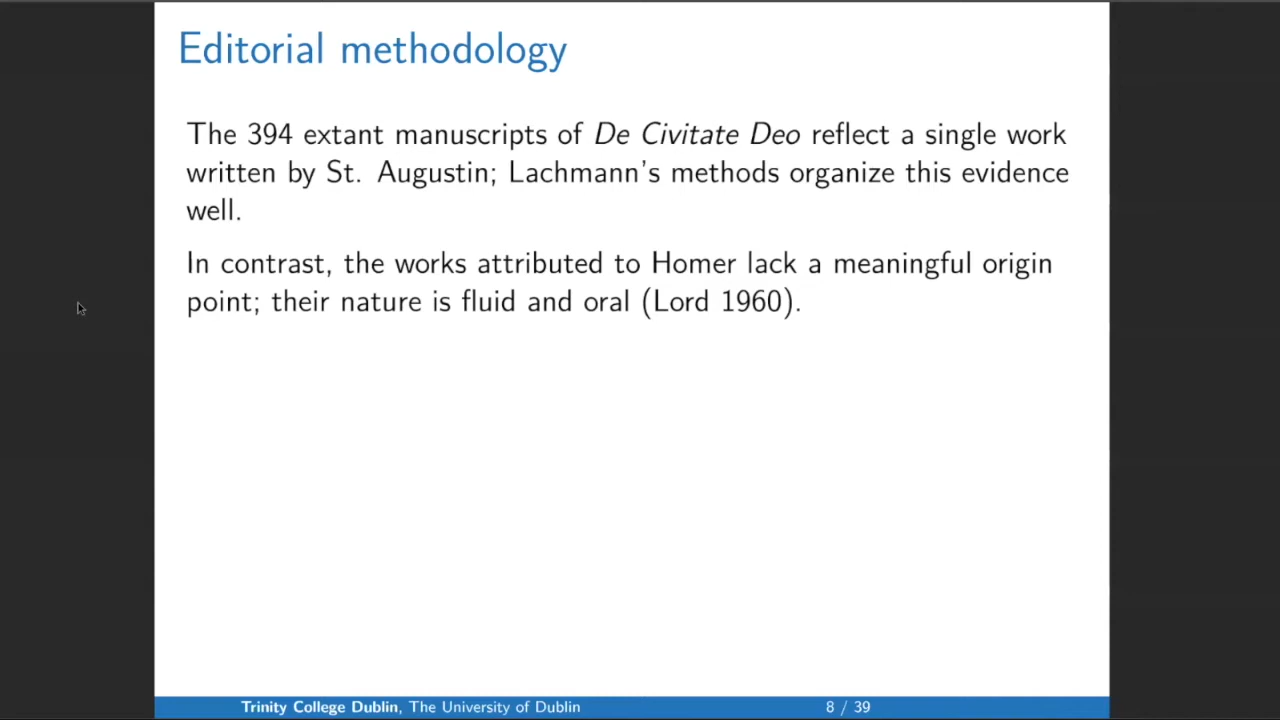 Editorial methodology
The 394 extant manuscripts of De Civitate Deo reflect a single work
written by St. Augustin; Lachmann's methods organize this evidence
well.
In contrast, the works attributed to Homer lack a meaningful origin
point; their nature is fluid and oral (Lord 1960).
Trinity College Dublin, The University of Dublin 8 / 39